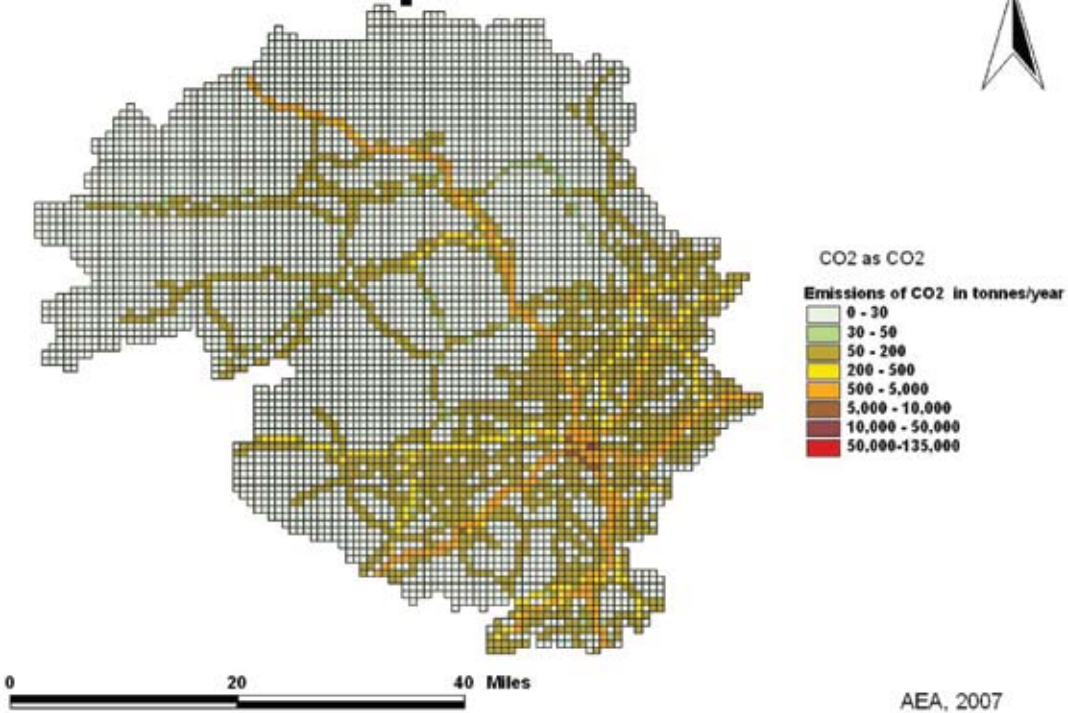 CO2 as CO2
Emissions of CO2 in tonnes/year
0 - 30
30 - 50
50 - 200
200 - 500
500 - 5,000
5,000 - 10,000
10,000 - 50,000
50,000-135,000
0 20 40 Miles
AEA, 2007